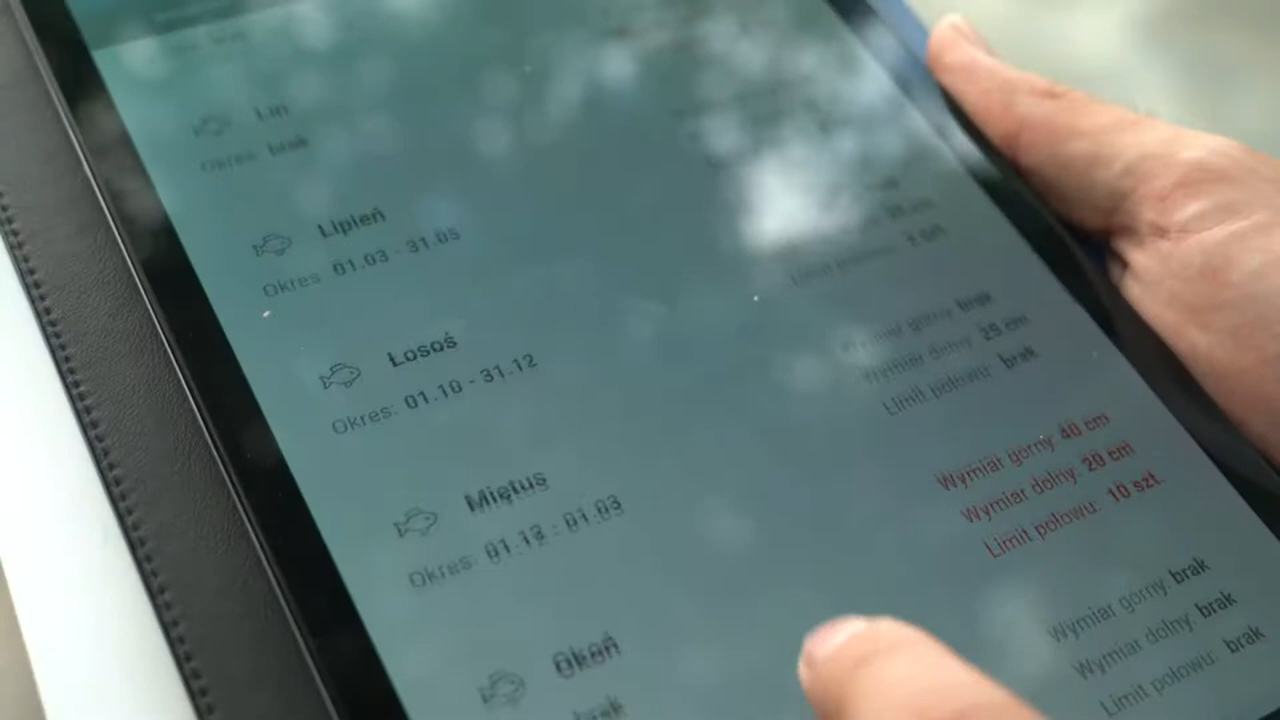 Lin
Okres: brak
Lipień
Okres: 01.03 - 31.05
Łosoś
Okres: 01.10 - 31.12
Limit połowu: 2 szt.
Miętus
Okres: 01.12 - 01.03
Wymiar górny: brak
Wymiar dolny: 25 cm
Limit połowu: brak
Okoń
brak
Wymiar górny: 40 cm
Wymiar dolny: 20 cm
Limit połowu: 10 szt.
Wymiar górny: brak
Wymiar dolny: brak
Limit połowu: brak